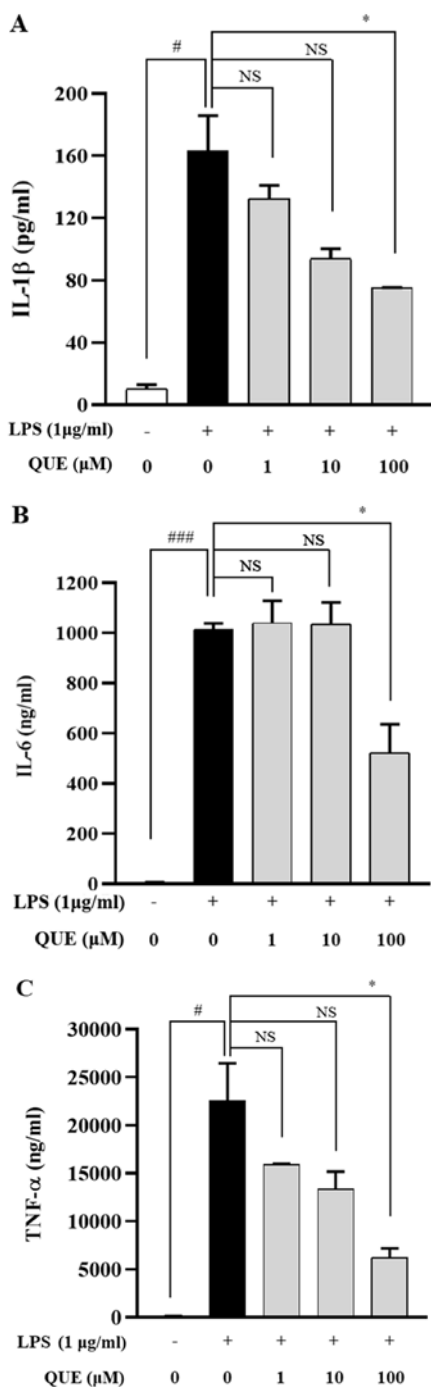 A
*
#
NS
NS
200
160
120
80
40
0
IL-1β (pg/ml)
LPS (1μg/ml) - + + + +
QUE (μM) 0 0 1 10 100
B
*
###
NS
NS
1200
1000
800
600
400
200
0
IL-6 (ng/ml)
LPS (1μg/ml) - + + + +
QUE (μM) 0 0 1 10 100
C
*
#
NS
NS
30000
25000
20000
15000
10000
5000
0
TNF-α (ng/ml)
LPS (1 μg/ml) - + + + +
QUE (μM) 0 0 1 10 100